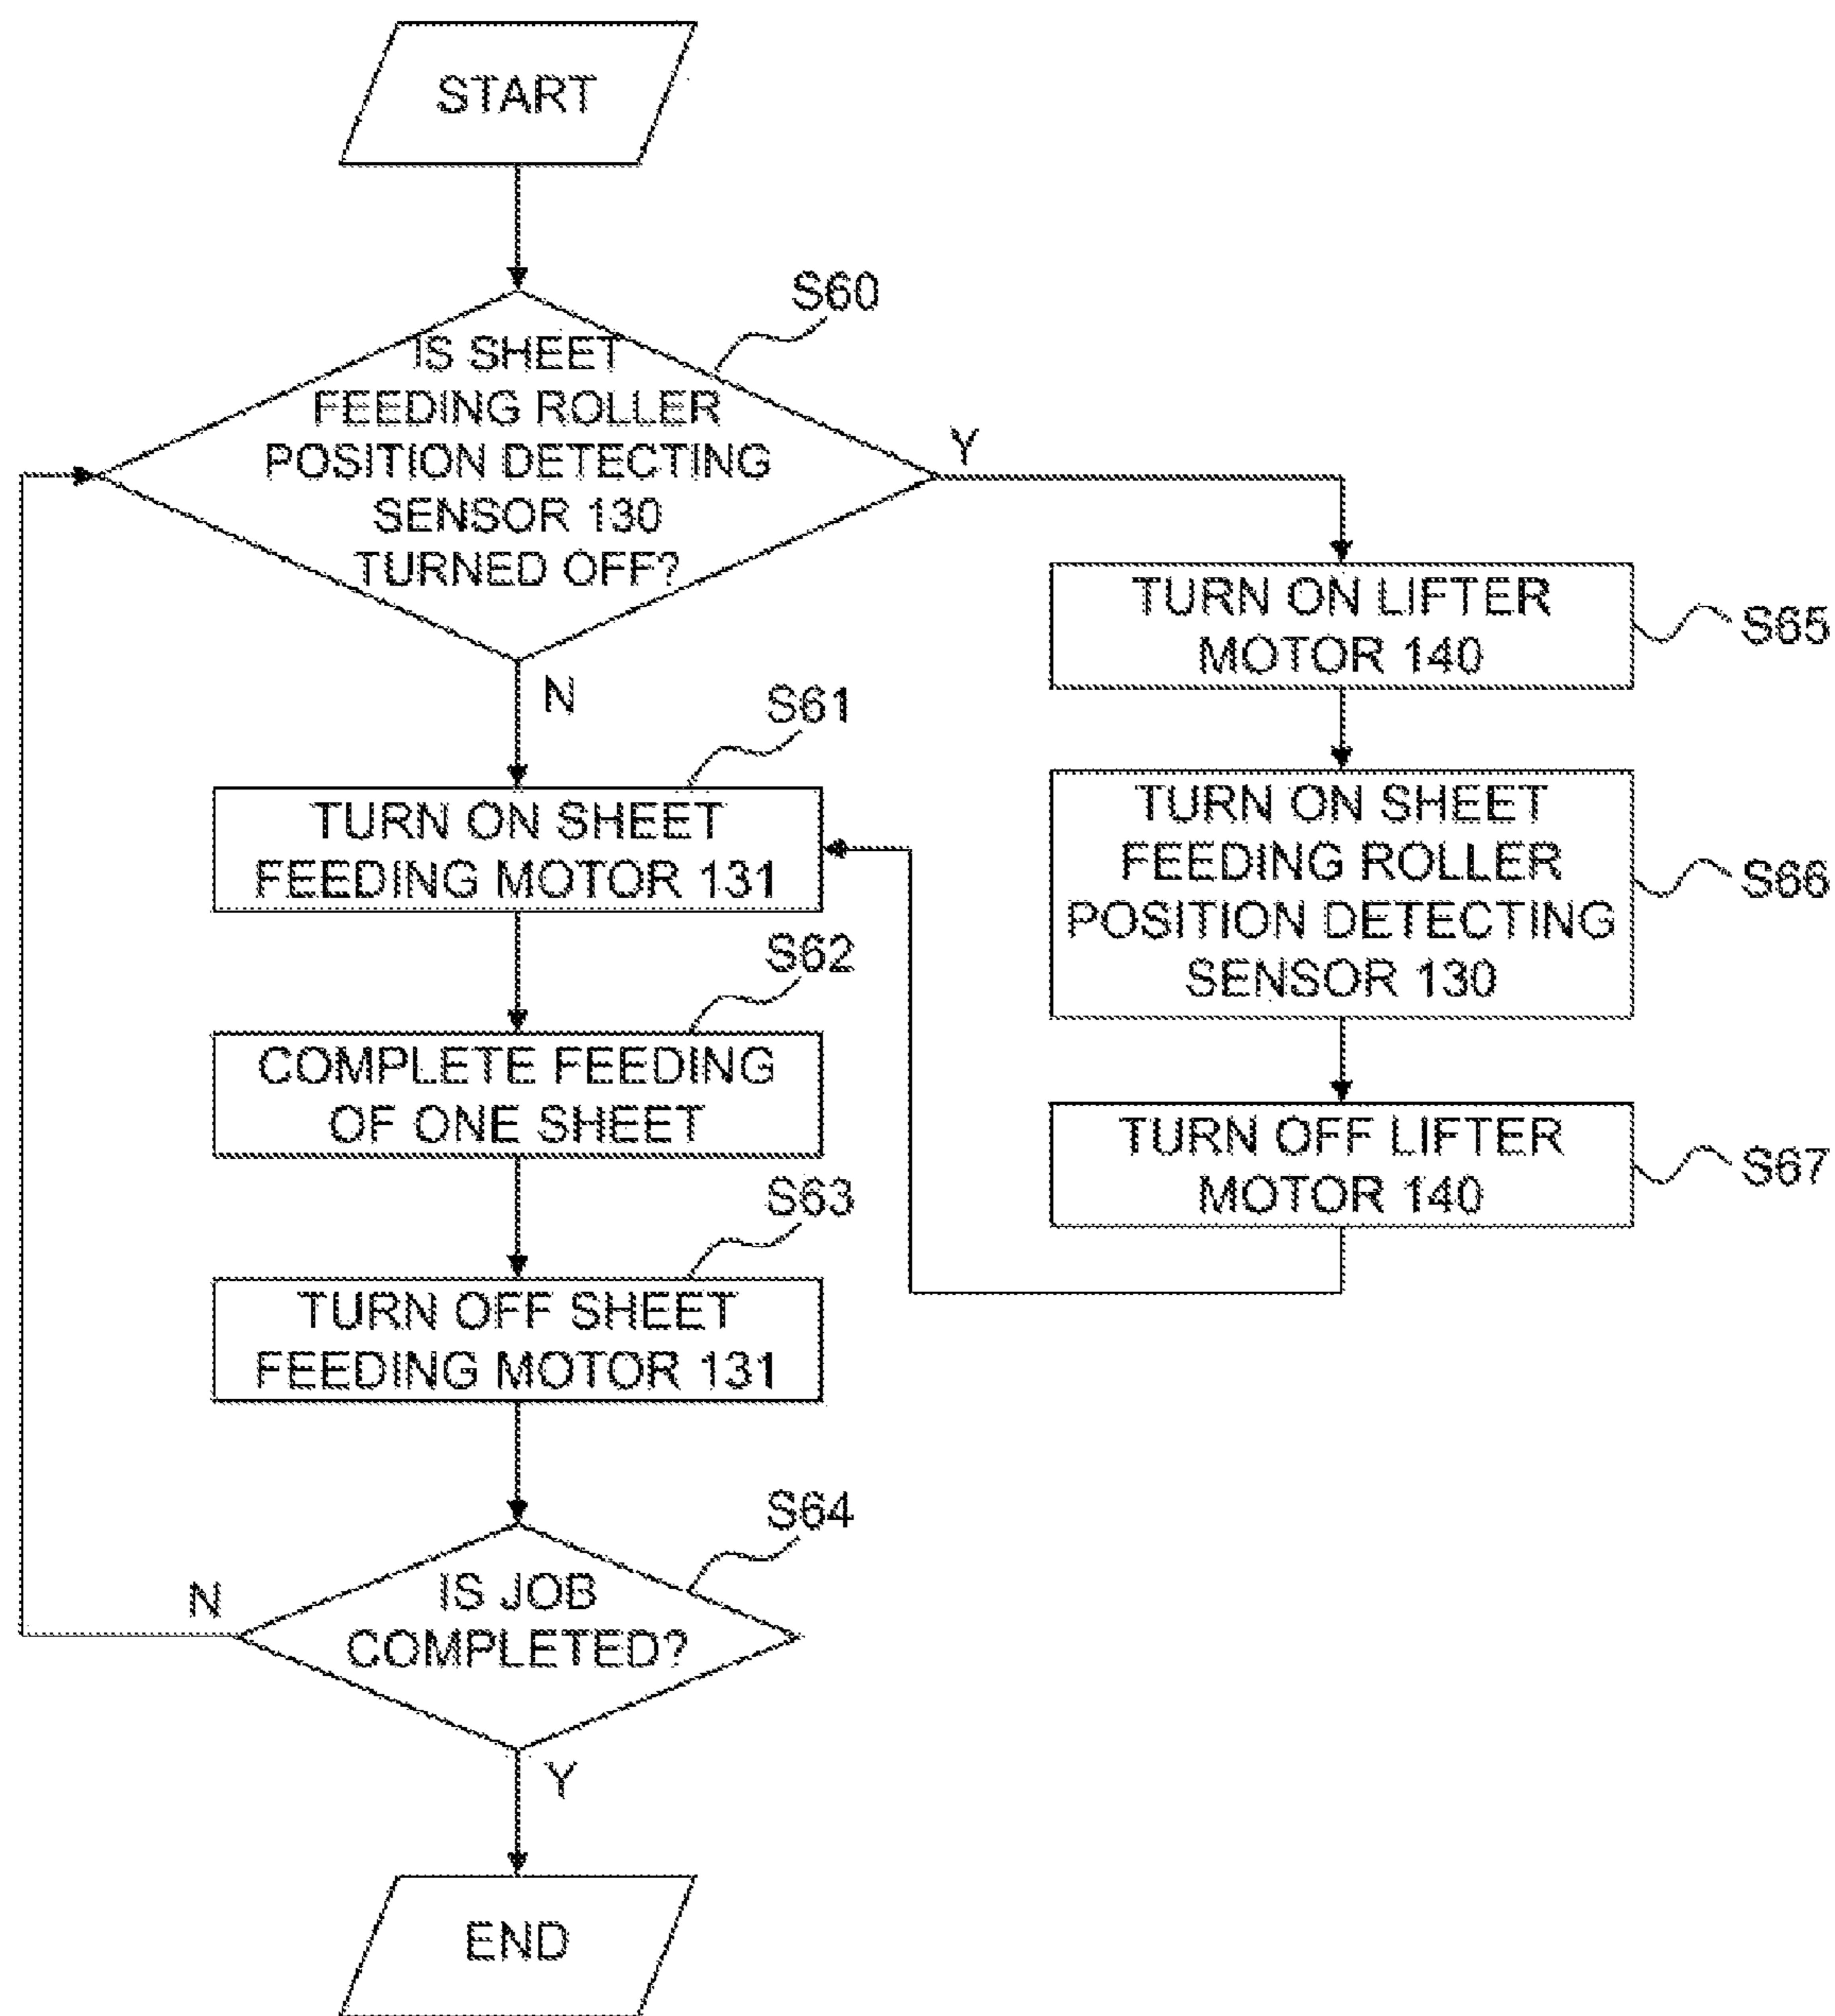 START
S60
IS SHEET
FEEDING ROLLER
POSITION DETECTING
SENSOR 130
TURNED OFF?
Y
N
TURN ON LIFTER
MOTOR 140
S65
S61
TURN ON SHEET
FEEDING MOTOR 131
TURN ON SHEET
FEEDING ROLLER
POSITION DETECTING
SENSOR 130
S66
S62
COMPLETE FEEDING
OF ONE SHEET
TURN OFF LIFTER
MOTOR 140
S67
S63
TURN OFF SHEET
FEEDING MOTOR 131
S64
IS JOB
COMPLETED?
N
Y
END